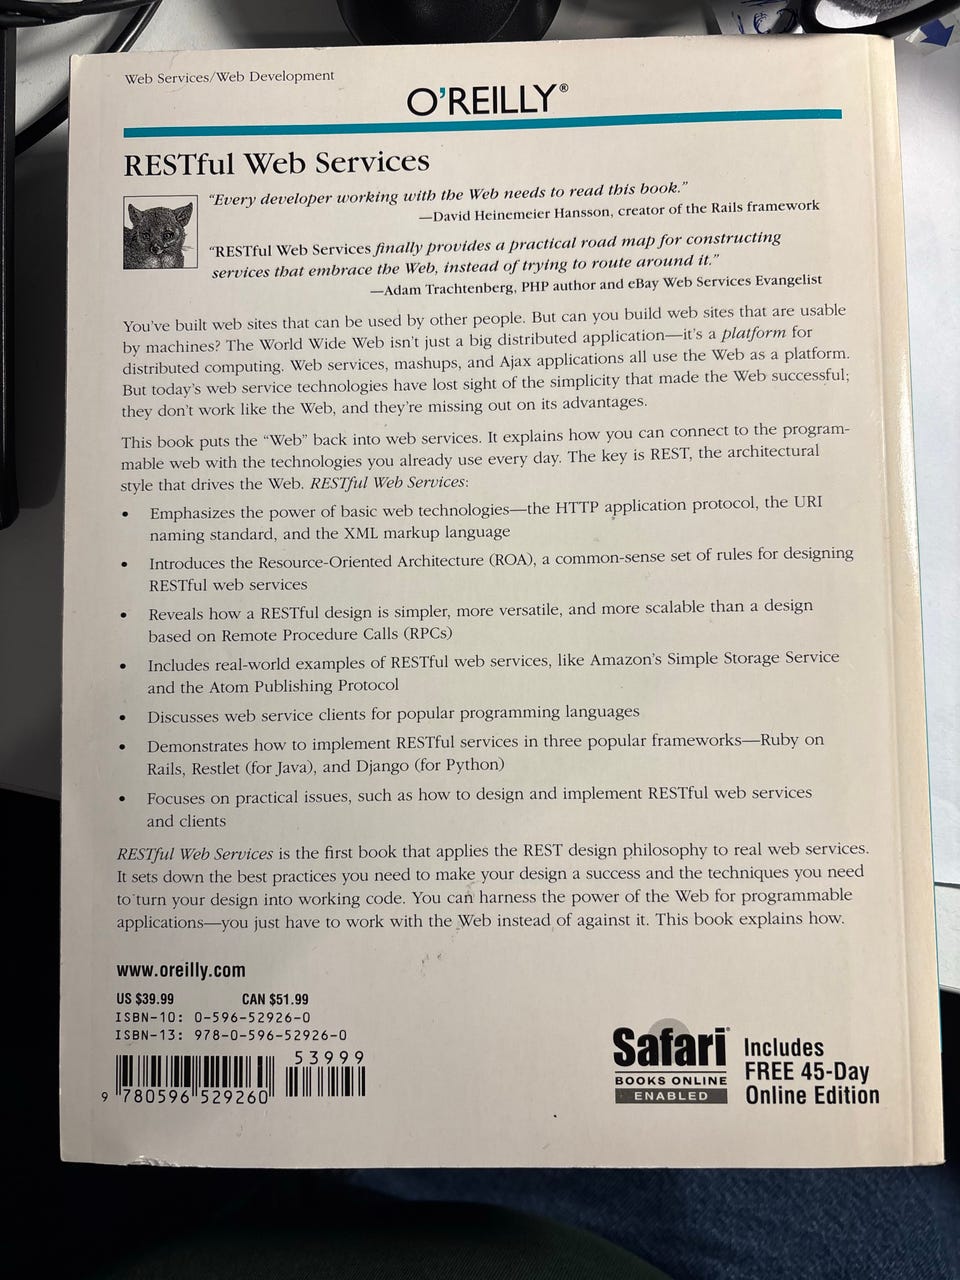 Web Services/Web Development
O'REILLY®
RESTful Web Services
“Every developer working with the Web needs to read this book.”
—David Heinemeier Hansson, creator of the Rails framework
“RESTful Web Services finally provides a practical road map for constructing
services that embrace the Web, instead of trying to route around it.”
—Adam Trachtenberg, PHP author and eBay Web Services Evangelist
You've built web sites that can be used by other people. But can you build web sites that are usable
by machines? The World Wide Web isn't just a big distributed application—it's a platform for
distributed computing. Web services, mashups, and Ajax applications all use the Web as a platform.
But today's web service technologies have lost sight of the simplicity that made the Web successful;
they don't work like the Web, and they're missing out on its advantages.
This book puts the “Web” back into web services. It explains how you can connect to the program-
mable web with the technologies you already use every day. The key is REST, the architectural
style that drives the Web. RESTful Web Services:
• Emphasizes the power of basic web technologies—the HTTP application protocol, the URI
naming standard, and the XML markup language
• Introduces the Resource-Oriented Architecture (ROA), a common-sense set of rules for designing
RESTful web services
• Reveals how a RESTful design is simpler, more versatile, and more scalable than a design
based on Remote Procedure Calls (RPCs)
• Includes real-world examples of RESTful web services, like Amazon's Simple Storage Service
and the Atom Publishing Protocol
• Discusses web service clients for popular programming languages
• Demonstrates how to implement RESTful services in three popular frameworks—Ruby on
Rails, Restlet (for Java), and Django (for Python)
• Focuses on practical issues, such as how to design and implement RESTful web services
and clients
RESTful Web Services is the first book that applies the REST design philosophy to real web services.
It sets down the best practices you need to make your design a success and the techniques you need
to turn your design into working code. You can harness the power of the Web for programmable
applications—you just have to work with the Web instead of against it. This book explains how.
www.oreilly.com
US $39.99 CAN $51.99
ISBN-10: 0-596-52926-0
ISBN-13: 978-0-596-52926-0
53999
9 780596 529260
Safari
BOOKS ONLINE
ENABLED
Includes
FREE 45-Day
Online Edition